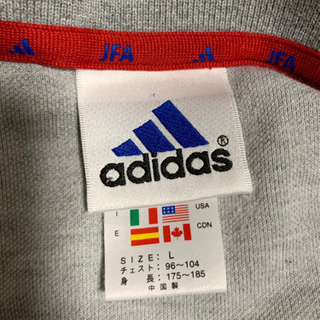 JFA
JFA
adidas®
I USA
E CDN
SIZE: L
チェスト: 96〜104
身 長: 175〜185
中国製